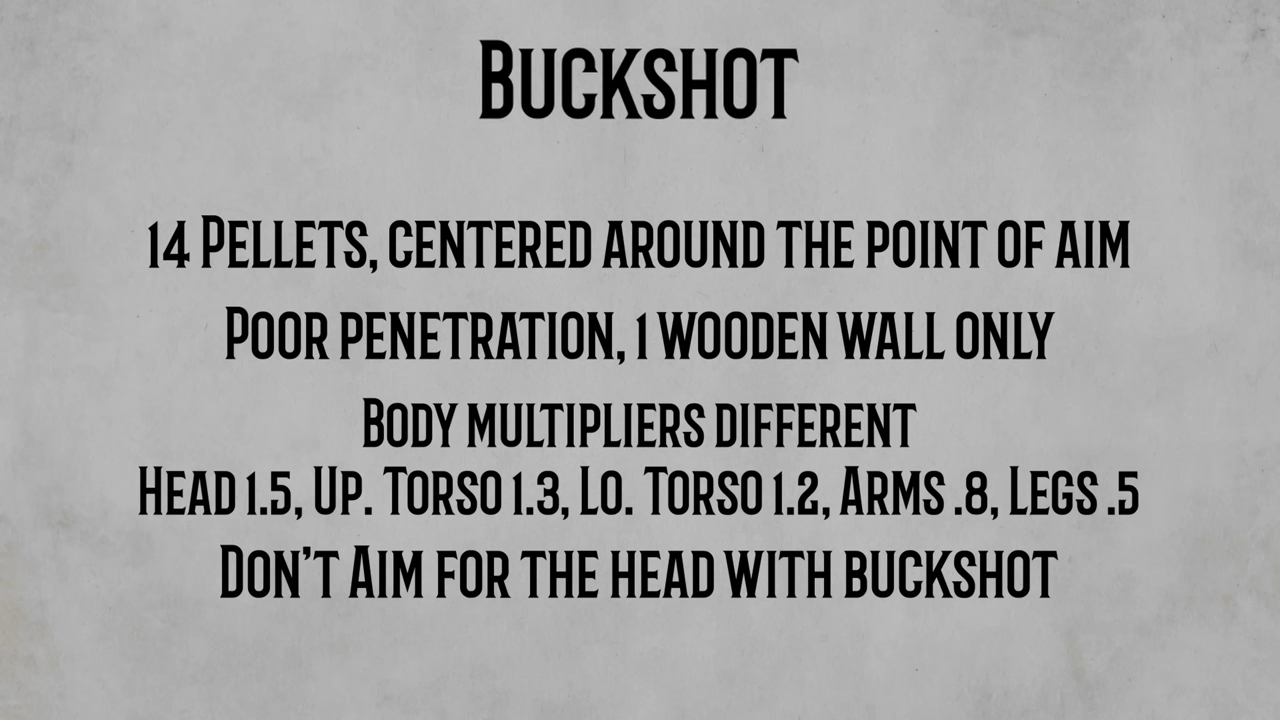 Buckshot
14 Pellets, centered around the point of aim
Poor penetration, 1 wooden wall only
Body multipliers different
Head 1.5, Up. Torso 1.3, Lo. Torso 1.2, Arms .8, Legs .5
Don't Aim for the head with buckshot